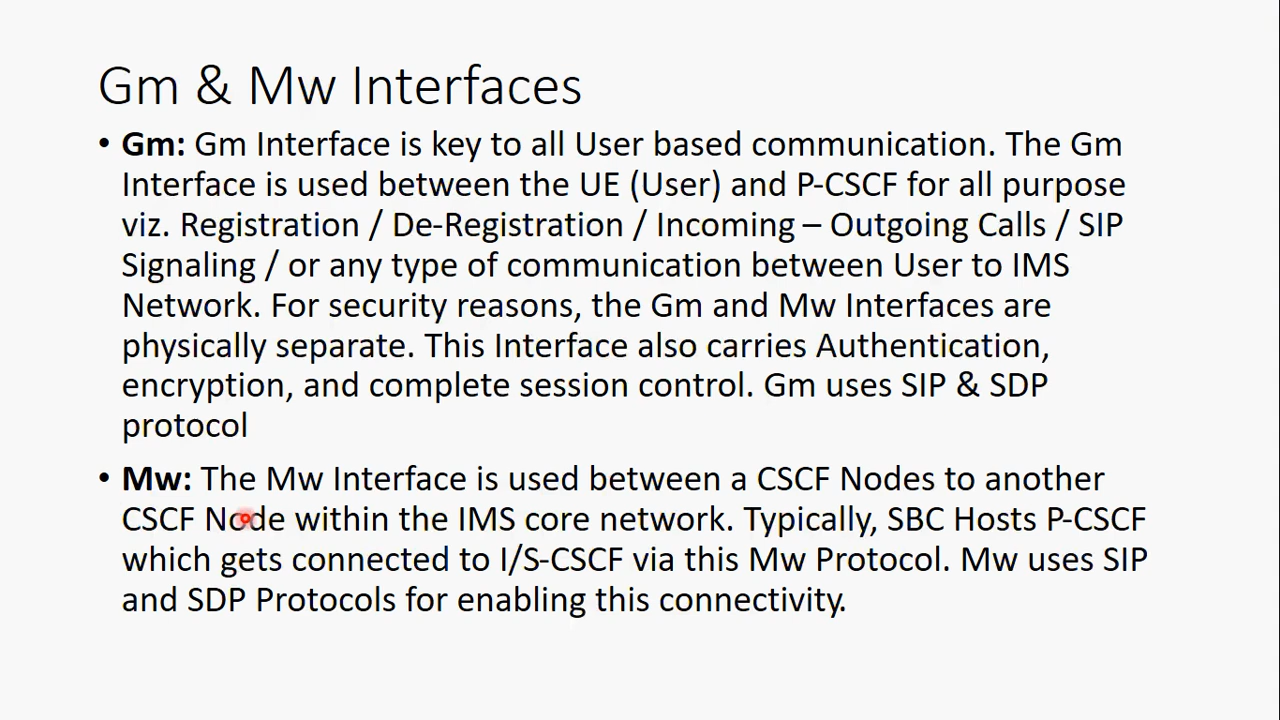 Gm & Mw Interfaces
• Gm: Gm Interface is key to all User based communication. The Gm
Interface is used between the UE (User) and P-CSCF for all purpose
viz. Registration / De-Registration / Incoming – Outgoing Calls / SIP
Signaling / or any type of communication between User to IMS
Network. For security reasons, the Gm and Mw Interfaces are
physically separate. This Interface also carries Authentication,
encryption, and complete session control. Gm uses SIP & SDP
protocol
• Mw: The Mw Interface is used between a CSCF Nodes to another
CSCF Node within the IMS core network. Typically, SBC Hosts P-CSCF
which gets connected to I/S-CSCF via this Mw Protocol. Mw uses SIP
and SDP Protocols for enabling this connectivity.